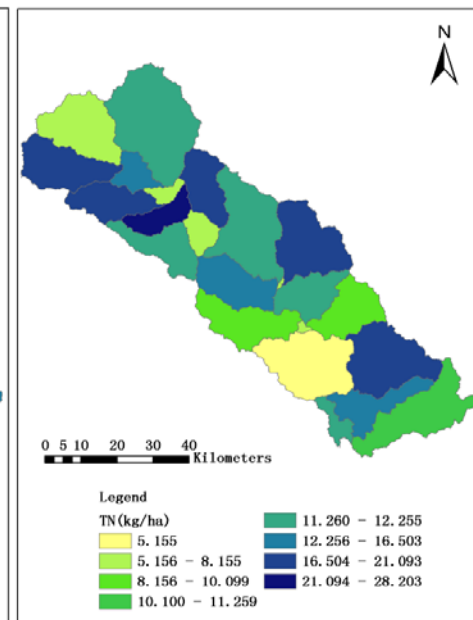 N
0 5 10 20 30 40
Kilometers
Legend
TN(kg/ha)
5.155
5.156 - 8.155
8.156 - 10.099
10.100 - 11.259
11.260 - 12.255
12.256 - 16.503
16.504 - 21.093
21.094 - 28.203